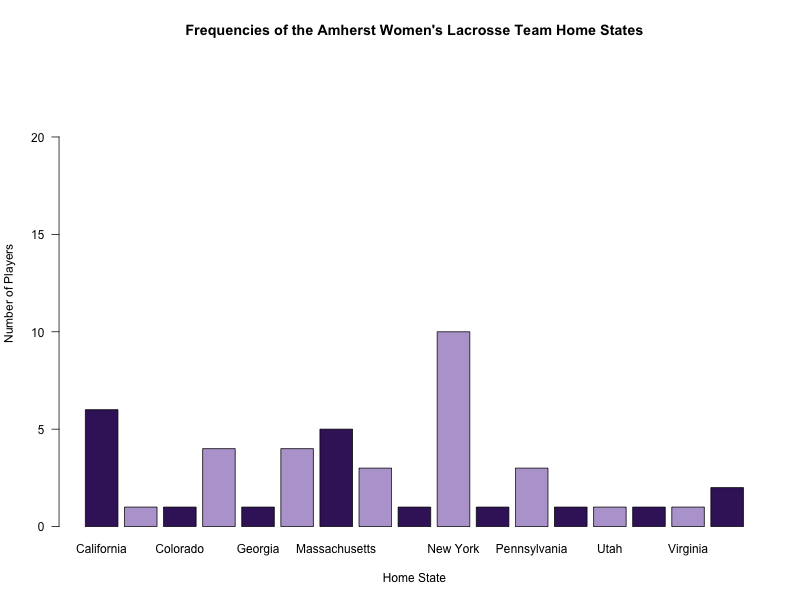 Frequencies of the Amherst Women's Lacrosse Team Home States
20
15
10
5
0
Number of Players
California Colorado Georgia Massachusetts New York Pennsylvania Utah Virginia
Home State